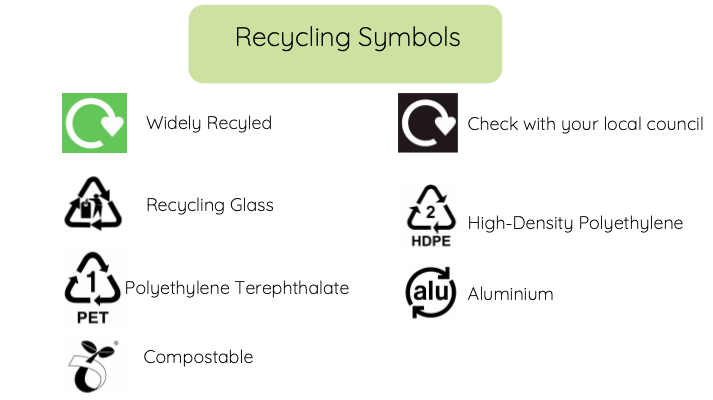 Recycling Symbols
Widely Recyled
Check with your local council
Recycling Glass
2
HDPE
High-Density Polyethylene
1
PET
Polyethylene Terephthalate
alu
Aluminium
Compostable